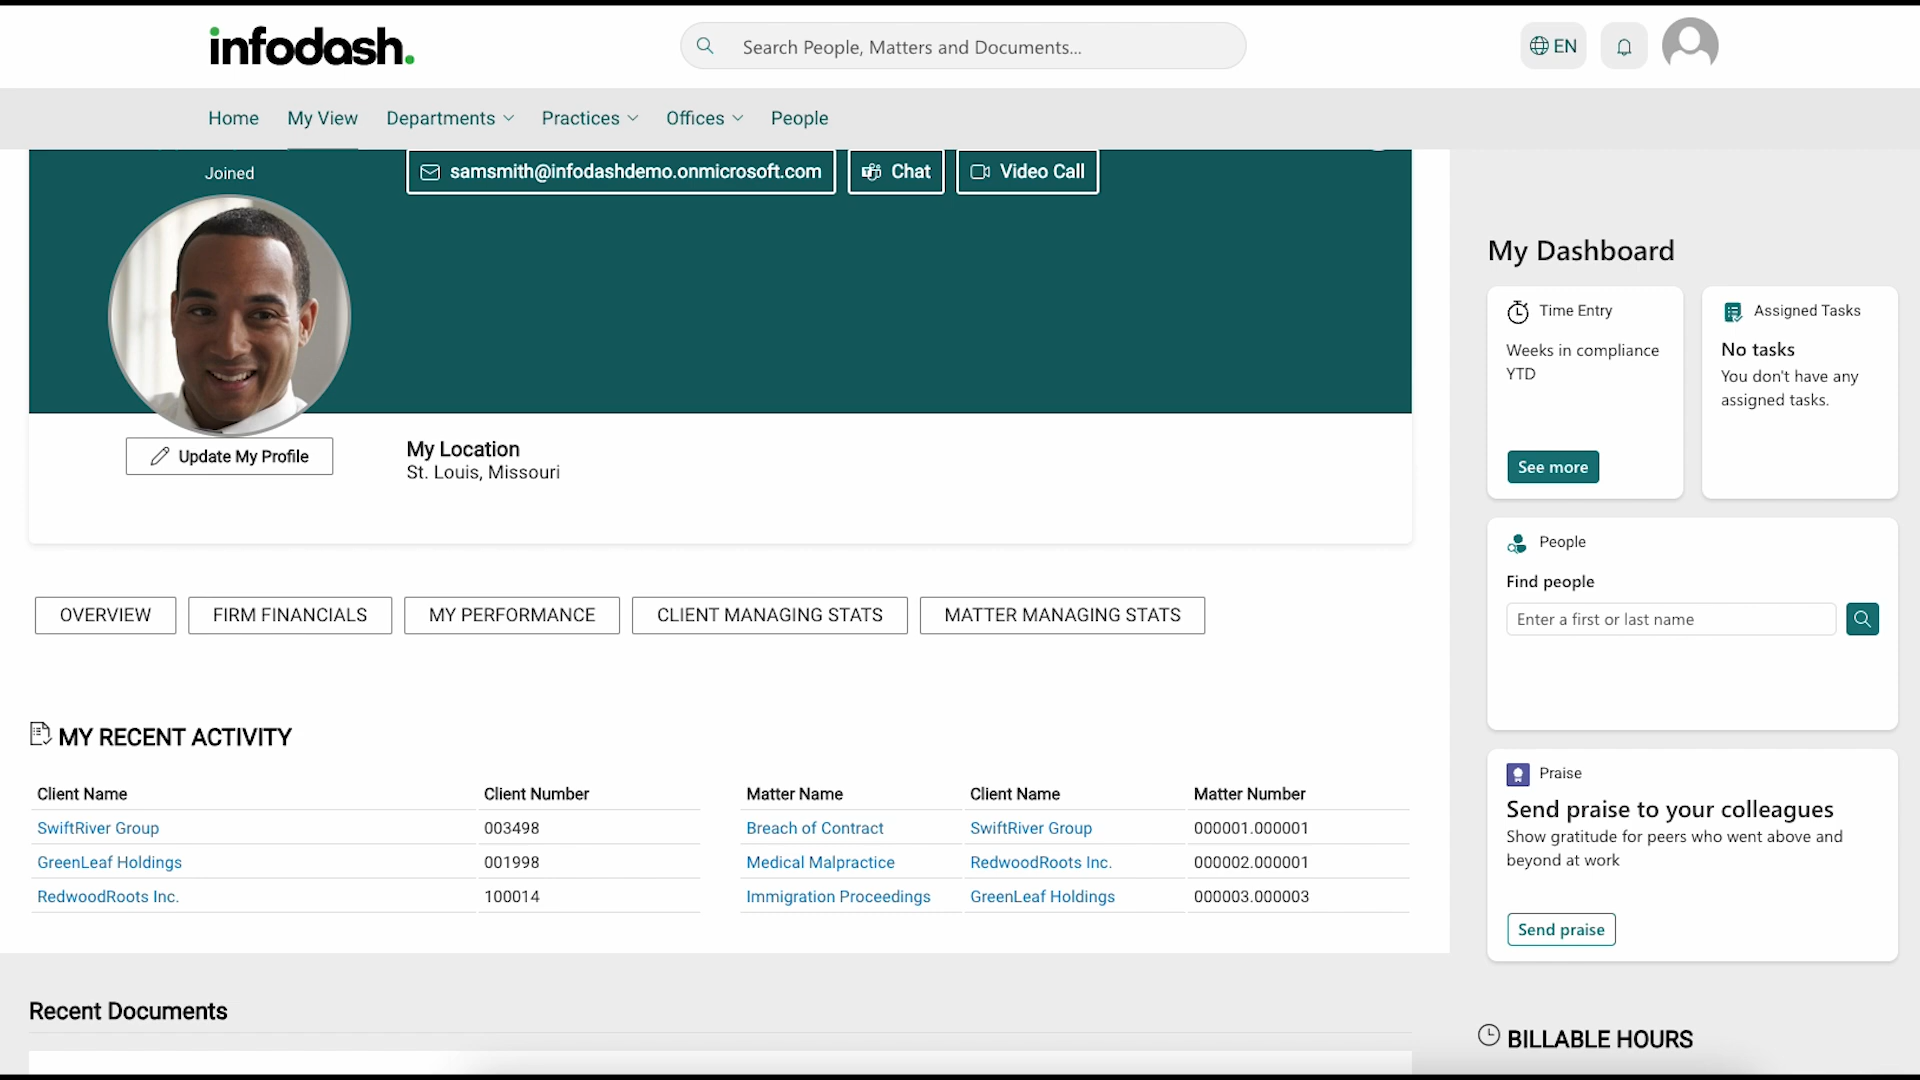 infodash.
Search People, Matters and Documents...
EN
Home My View Departments Practices Offices People
Joined
samsmith@infodashdemo.onmicrosoft.com Chat Video Call
Update My Profile
My Location
St. Louis, Missouri
OVERVIEW FIRM FINANCIALS MY PERFORMANCE CLIENT MANAGING STATS MATTER MANAGING STATS
MY RECENT ACTIVITY
Client Name Client Number
SwiftRiver Group 003498
GreenLeaf Holdings 001998
RedwoodRoots Inc. 100014
Matter Name Client Name Matter Number
Breach of Contract SwiftRiver Group 000001.000001
Medical Malpractice RedwoodRoots Inc. 000002.000001
Immigration Proceedings GreenLeaf Holdings 000003.000003
Recent Documents
My Dashboard
Time Entry
Weeks in compliance
YTD
See more
Assigned Tasks
No tasks
You don't have any
assigned tasks.
People
Find people
Enter a first or last name
Praise
Send praise to your colleagues
Show gratitude for peers who went above and
beyond at work
Send praise
BILLABLE HOURS